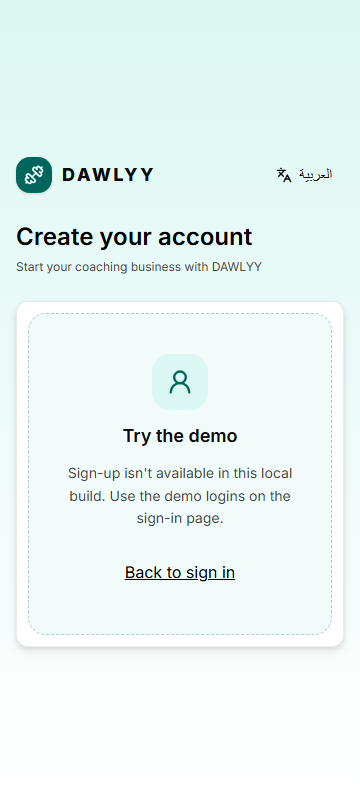 DAWLYY
العربية
Create your account
Start your coaching business with DAWLYY
Try the demo
Sign-up isn't available in this local
build. Use the demo logins on the
sign-in page.
Back to sign in